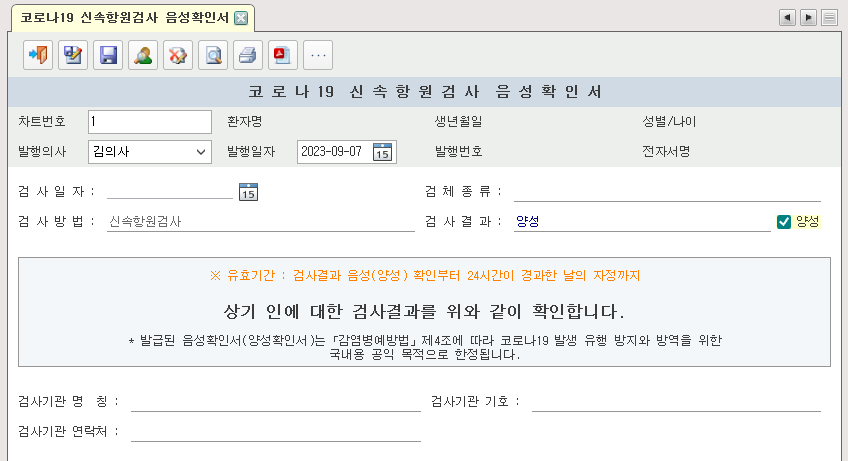 코로나19 신속항원검사 음성확인서
코 로 나 19 신 속 항 원 검 사 음 성 확 인 서
차트번호 1 환자명 생년월일 성별/나이
발행의사 김의사 발행일자 2023-09-07 15 발행번호 전자서명
검 사 일 자 : 15 검 체 종 류 :
검 사 방 법 : 신속항원검사 검 사 결 과 : 양성 양성
※ 유효기간 : 검사결과 음성(양성) 확인부터 24시간이 경과한 날의 자정까지
상기 인에 대한 검사결과를 위와 같이 확인합니다.
* 발급된 음성확인서(양성확인서)는 「감염병예방법」 제4조에 따라 코로나19 발생 유행 방지와 방역을 위한
국내용 공익 목적으로 한정됩니다.
검사기관 명 칭 : 검사기관 기호 :
검사기관 연락처 :